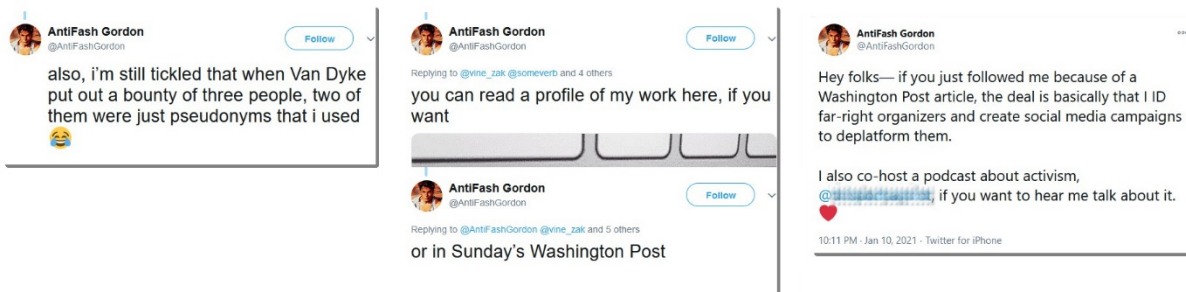 AntiFash Gordon
@AntiFashGordon
Follow
also, i'm still tickled that when Van Dyke
put out a bounty of three people, two of
them were just pseudonyms that i used
😂
AntiFash Gordon
@AntiFashGordon
Follow
Replying to @vine_zak @someverb and 4 others
you can read a profile of my work here, if you
want
AntiFash Gordon
@AntiFashGordon
Follow
Replying to @AntiFashGordon @vine_zak and 5 others
or in Sunday's Washington Post
AntiFash Gordon
@AntiFashGordon
Hey folks— if you just followed me because of a
Washington Post article, the deal is basically that I ID
far-right organizers and create social media campaigns
to deplatform them.
I also co-host a podcast about activism,
@, if you want to hear me talk about it.
❤️
10:11 PM · Jan 10, 2021 · Twitter for iPhone